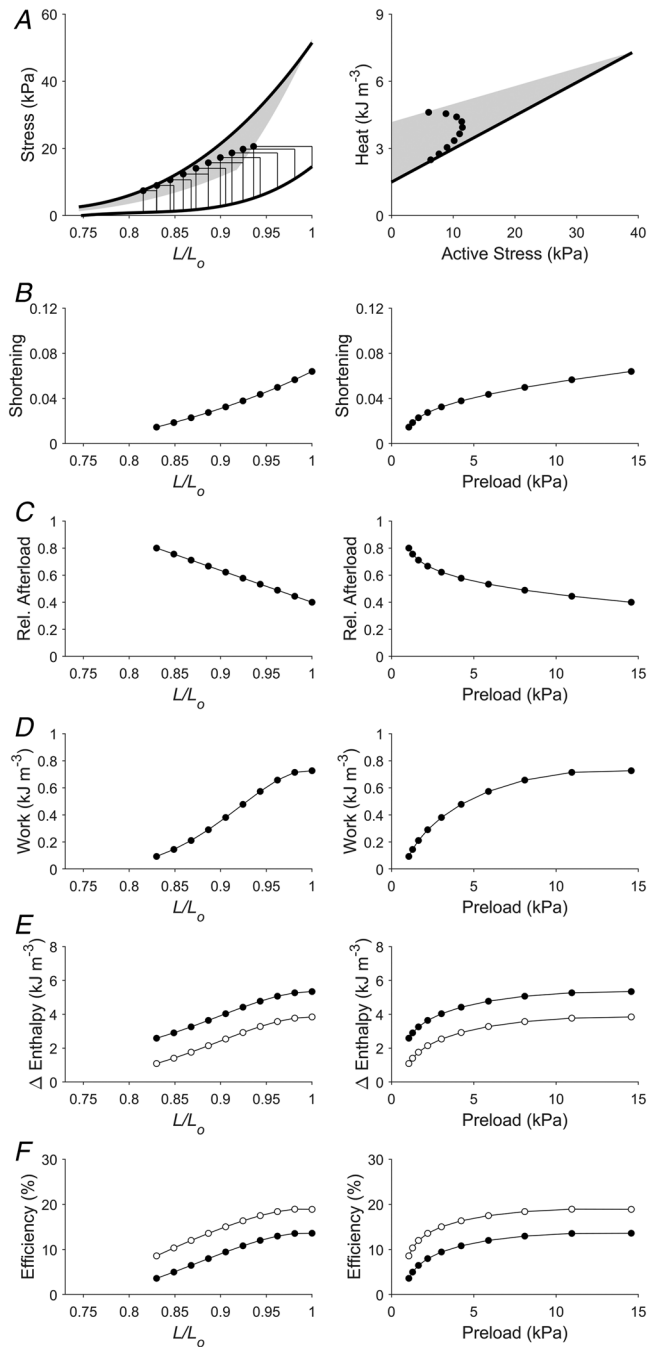 A
Stress (kPa)
60
40
20
0
0.75 0.8 0.85 0.9 0.95 1
L/Lo
Heat (kJ m-3)
9
6
3
0
0 10 20 30 40
Active Stress (kPa)
B
Shortening
0.12
0.08
0.04
0
0.75 0.8 0.85 0.9 0.95 1
L/Lo
Shortening
0.12
0.08
0.04
0
0 5 10 15
Preload (kPa)
C
Rel. Afterload
1
0.8
0.6
0.4
0.2
0
0.75 0.8 0.85 0.9 0.95 1
L/Lo
Rel. Afterload
1
0.8
0.6
0.4
0.2
0
0 5 10 15
Preload (kPa)
D
Work (kJ m-3)
1
0.8
0.6
0.4
0.2
0
0.75 0.8 0.85 0.9 0.95 1
L/Lo
Work (kJ m-3)
1
0.8
0.6
0.4
0.2
0
0 5 10 15
Preload (kPa)
E
Δ Enthalpy (kJ m-3)
8
6
4
2
0
0.75 0.8 0.85 0.9 0.95 1
L/Lo
Δ Enthalpy (kJ m-3)
8
6
4
2
0
0 5 10 15
Preload (kPa)
F
Efficiency (%)
30
20
10
0
0.75 0.8 0.85 0.9 0.95 1
L/Lo
Efficiency (%)
30
20
10
0
0 5 10 15
Preload (kPa)